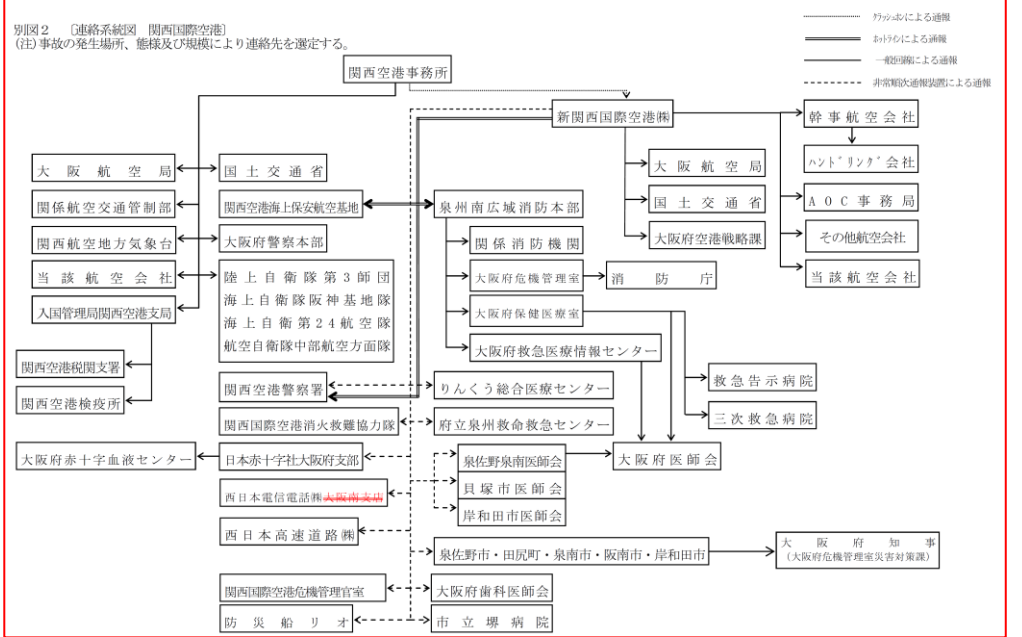 別図２　〔連絡系統図　関西国際空港〕
(注)事故の発生場所、態様及び規模により連絡先を選定する。
クラッシュホンによる通報
ホットラインによる通報
一般回線による通報
非常順次通報装置による通報
関西空港事務所
新関西国際空港㈱
幹事航空会社
ハンドリング会社
ＡＯＣ事務局
その他航空会社
当該航空会社
大阪航空局
国土交通省
大阪府空港戦略課
大阪航空局
国土交通省
関係航空交通管制部
関西空港海上保安航空基地
泉州南広域消防本部
関西航空地方気象台
大阪府警察本部
関係消防機関
当該航空会社
陸上自衛隊第３師団
海上自衛隊阪神基地隊
海上自衛第２４航空隊
航空自衛隊中部航空方面隊
大阪府危機管理室
消防庁
入国管理局関西空港支局
大阪府保健医療室
大阪府救急医療情報センター
関西空港税関支署
関西空港検疫所
関西空港警察署
りんくう総合医療センター
救急告示病院
三次救急病院
関西国際空港消火救難協力隊
府立泉州救命救急センター
大阪府赤十字血液センター
日本赤十字社大阪府支部
泉佐野泉南医師会
大阪府医師会
貝塚市医師会
岸和田市医師会
西日本電信電話㈱大阪南支店
西日本高速道路㈱
泉佐野市・田尻町・泉南市・阪南市・岸和田市
大阪府知事
(大阪府危機管理室災害対策課)
関西国際空港危機管理官室
大阪府歯科医師会
防災船リオ
市立堺病院